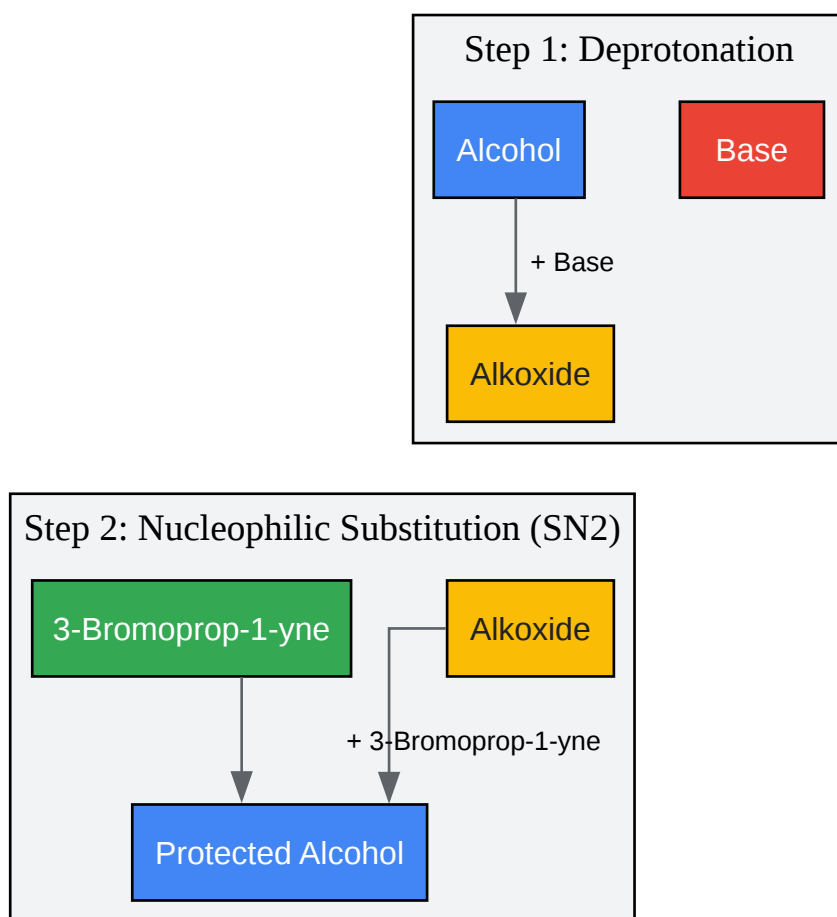 Step 1: Deprotonation
Alcohol
Base
+ Base
Alkoxide
Step 2: Nucleophilic Substitution (SN2)
3-Bromoprop-1-yne
Alkoxide
+ 3-Bromoprop-1-yne
Protected Alcohol